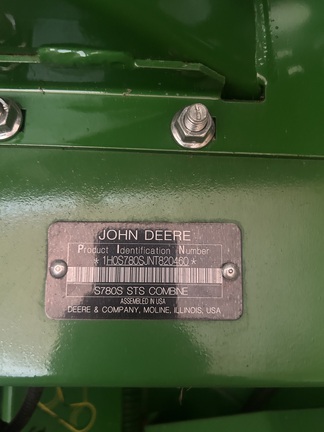 JOHN DEERE
Product Identification Number
*1H0S780SJNT820460*
S780S STS COMBINE
ASSEMBLED IN USA
DEERE & COMPANY, MOLINE, ILLINOIS, USA